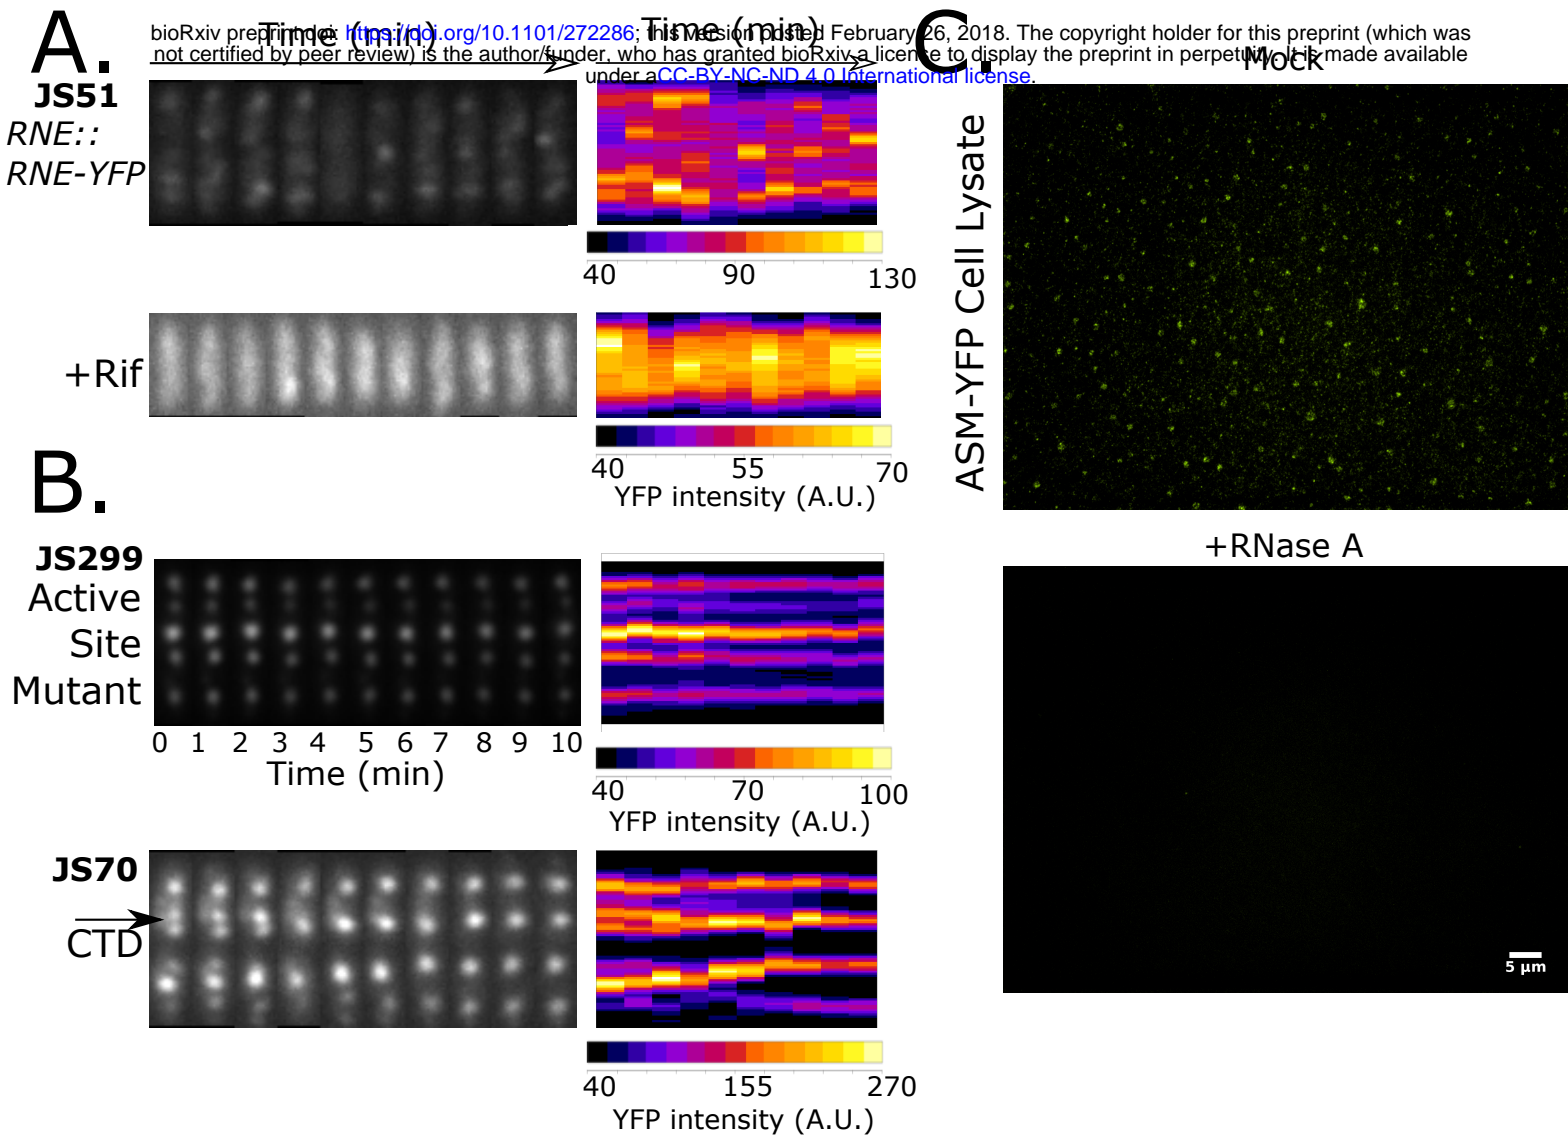 A.
bioRxiv preprint doi: https://doi.org/10.1101/272286; this version posted February 26, 2018. The copyright holder for this preprint (which was
not certified by peer review) is the author/funder, who has granted bioRxiv a license to display the preprint in perpetuity. It is made available
under aCC-BY-NC-ND 4.0 International license.
Time (min)
Time (min)
JS51
RNE::
RNE-YFP
40 90 130
+Rif
40 55 70
YFP intensity (A.U.)
B.
JS299
Active
Site
Mutant
0 1 2 3 4 5 6 7 8 9 10
Time (min)
40 70 100
YFP intensity (A.U.)
JS70
CTD
40 155 270
YFP intensity (A.U.)
C.
Mock
ASM-YFP Cell Lysate
+RNase A
5 µm